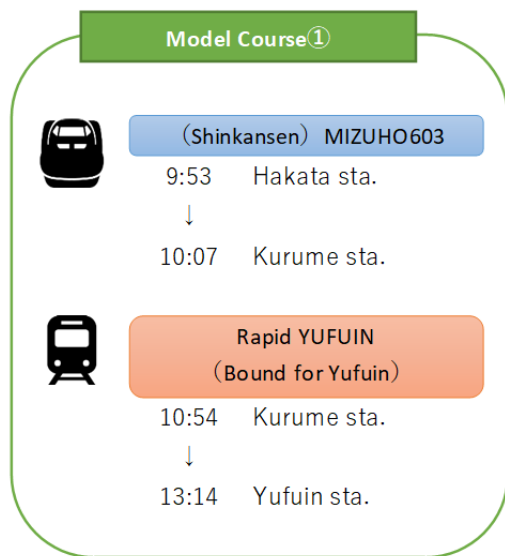 Model Course①
（Shinkansen） MIZUHO603
9:53 Hakata sta.
↓
10:07 Kurume sta.
Rapid YUFUIN
（Bound for Yufuin）
10:54 Kurume sta.
↓
13:14 Yufuin sta.